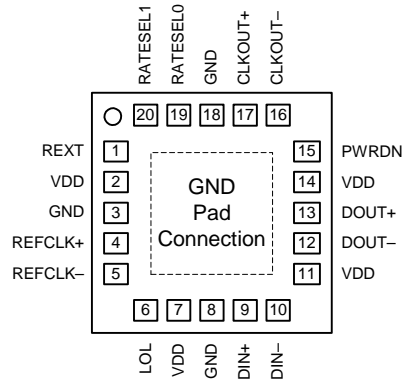 RATESEL1
RATESEL0
GND
CLKOUT+
CLKOUT–
20 19 18 17 16
REXT 1
VDD 2
GND 3
REFCLK+ 4
REFCLK– 5
GND
Pad
Connection
15 PWRDN
14 VDD
13 DOUT+
12 DOUT–
11 VDD
6 7 8 9 10
LOL
VDD
GND
DIN+
DIN–